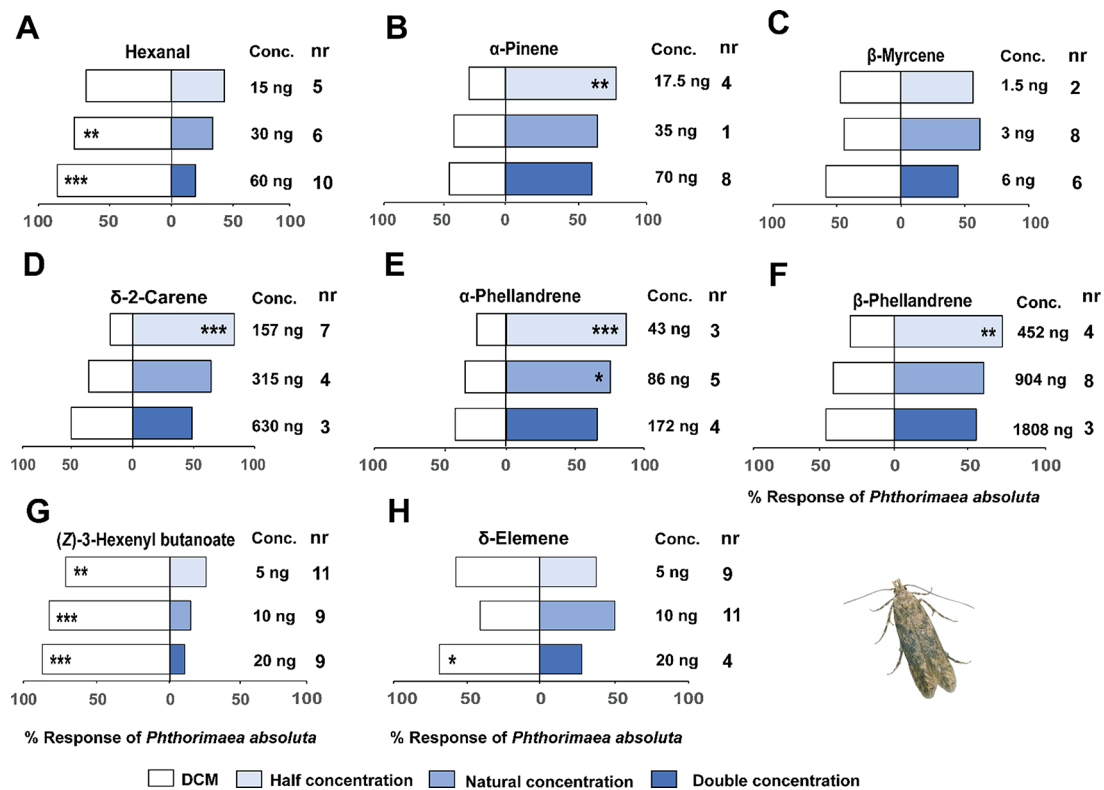 A
Hexanal Conc. nr
15 ng 5
** 30 ng 6
*** 60 ng 10
100 50 0 50 100
B
α-Pinene Conc. nr
** 17.5 ng 4
35 ng 1
70 ng 8
100 50 0 50 100
C
β-Myrcene Conc. nr
1.5 ng 2
3 ng 8
6 ng 6
100 50 0 50 100
D
δ-2-Carene Conc. nr
*** 157 ng 7
315 ng 4
630 ng 3
50 0 50 100
E
α-Phellandrene Conc. nr
*** 43 ng 3
* 86 ng 5
172 ng 4
100 50 0 50 100
F
β-Phellandrene Conc. nr
** 452 ng 4
904 ng 8
1808 ng 3
100 50 0 50 100
% Response of Phthorimaea absoluta
G
(Z)-3-Hexenyl butanoate Conc. nr
** 5 ng 11
*** 10 ng 9
*** 20 ng 9
100 50 0 50 100
% Response of Phthorimaea absoluta
H
δ-Elemene Conc. nr
5 ng 9
10 ng 11
* 20 ng 4
100 50 0 50 100
% Response of Phthorimaea absoluta
DCM Half concentration Natural concentration Double concentration